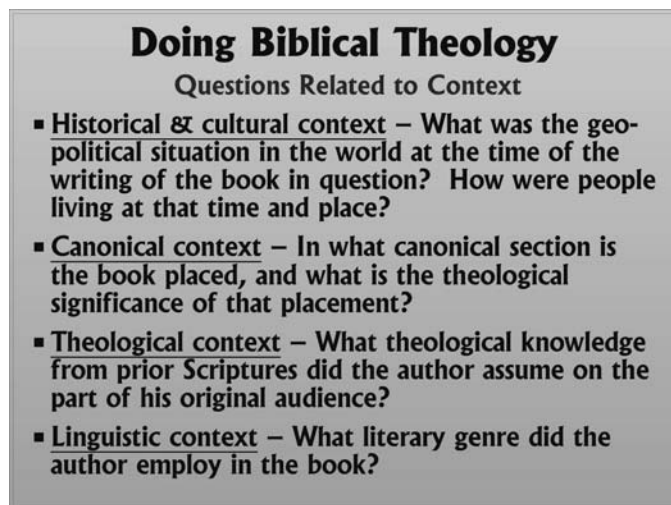 Doing Biblical Theology
Questions Related to Context
▪ Historical & cultural context – What was the geo-
political situation in the world at the time of the
writing of the book in question?  How were people
living at that time and place?
▪ Canonical context – In what canonical section is
the book placed, and what is the theological
significance of that placement?
▪ Theological context – What theological knowledge
from prior Scriptures did the author assume on the
part of his original audience?
▪ Linguistic context – What literary genre did the
author employ in the book?